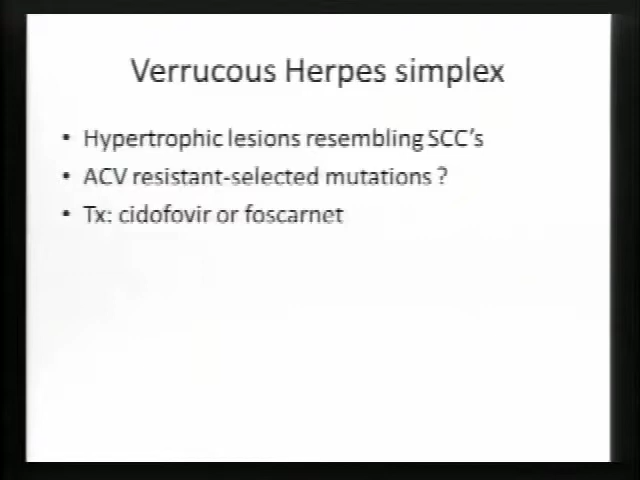 Verrucous Herpes simplex
• Hypertrophic lesions resembling SCC's
• ACV resistant-selected mutations ?
• Tx: cidofovir or foscarnet